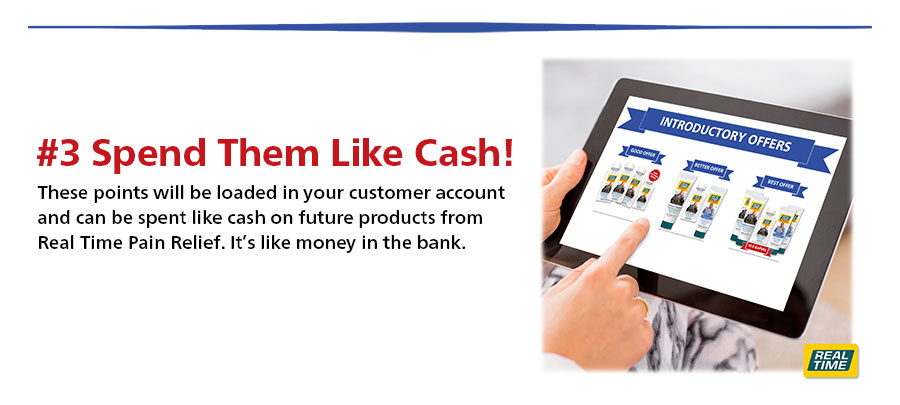 #3 Spend Them Like Cash!
These points will be loaded in your customer account
and can be spent like cash on future products from
Real Time Pain Relief. It’s like money in the bank.
INTRODUCTORY OFFERS
GOOD OFFER
BETTER OFFER
BEST OFFER
REAL
TIME